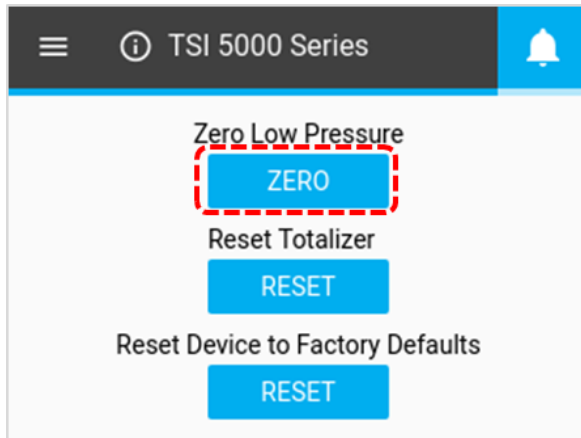 TSI 5000 Series
Zero Low Pressure
ZERO
Reset Totalizer
RESET
Reset Device to Factory Defaults
RESET